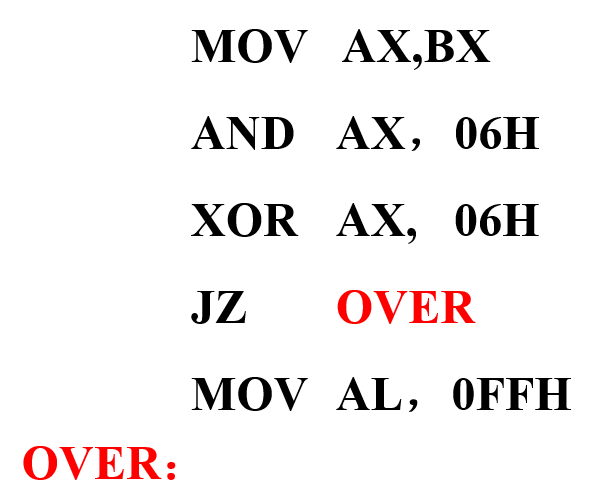 MOV AX,BX
AND AX，06H
XOR AX, 06H
JZ OVER
MOV AL，0FFH
OVER：